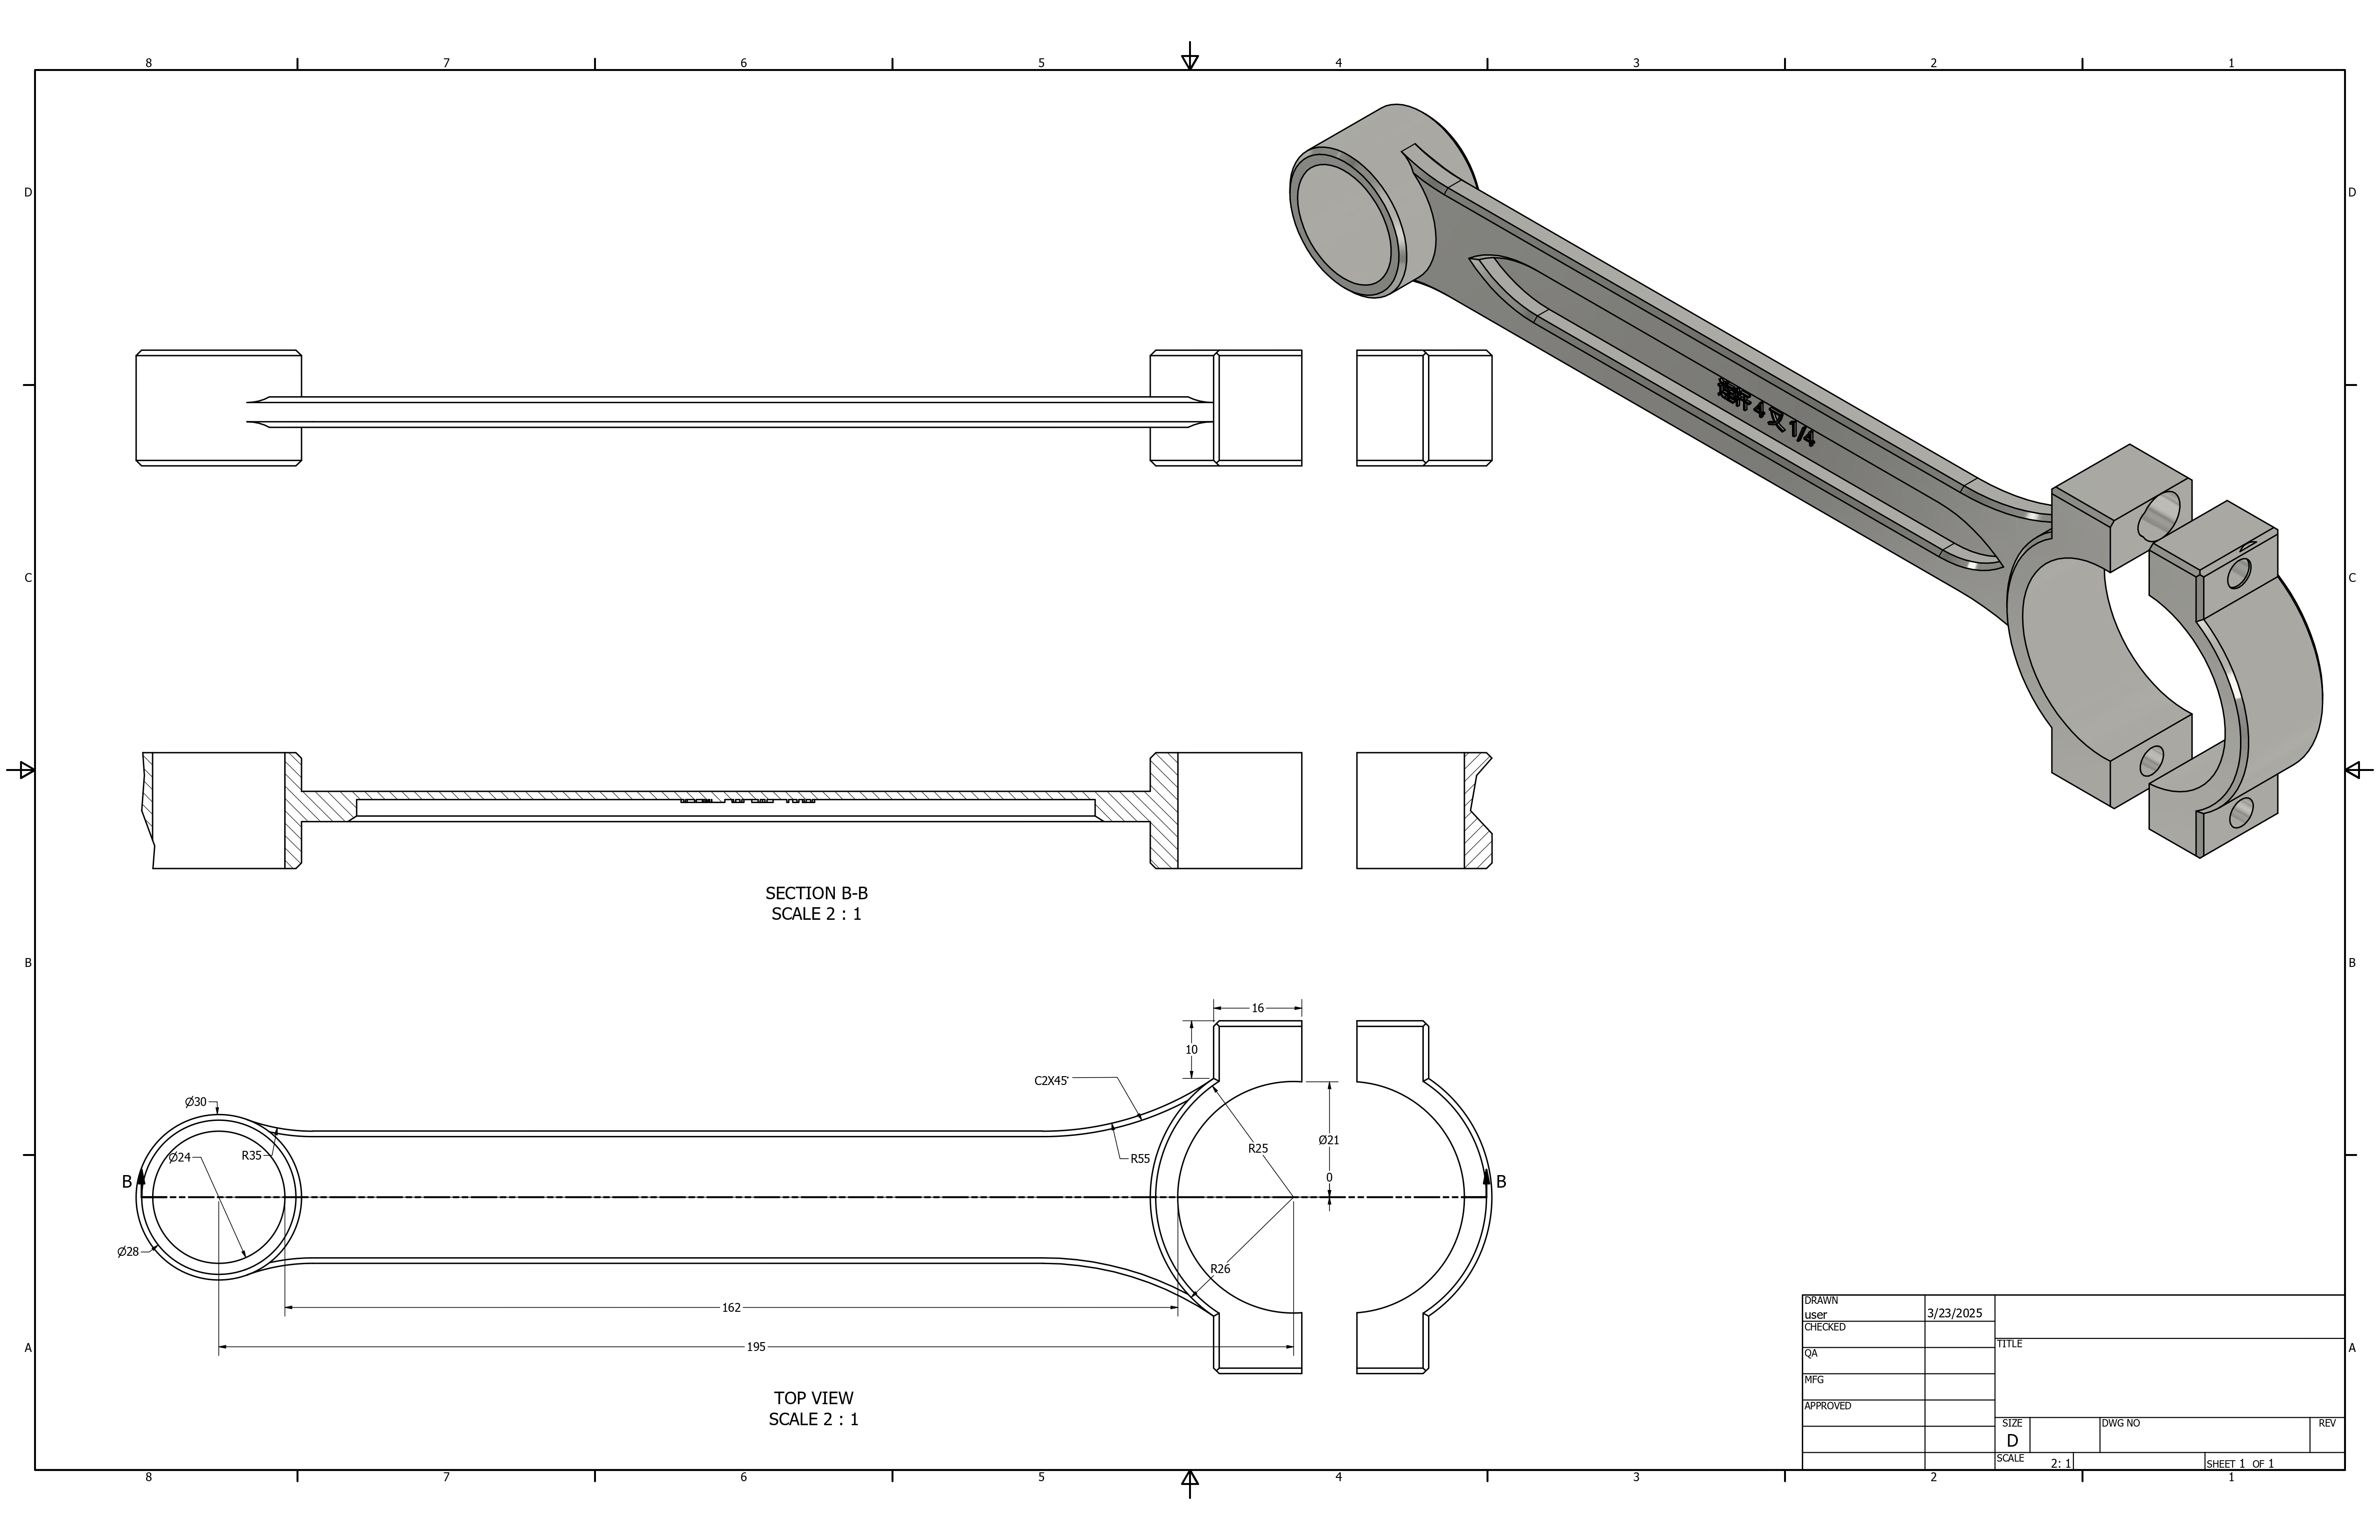 8 7 6 5 4 3 2 1
D D
連杆 4 叉 1/4
C C
SECTION B-B
SCALE 2 : 1
B B
16
10
C2X45°
Ø30
Ø21
0
R25
R35
R55
Ø24
B B
Ø28
R26
162
195
A A
TOP VIEW
SCALE 2 : 1
DRAWN
user 3/23/2025
CHECKED
TITLE
QA
MFG
APPROVED
SIZE DWG NO REV
D
SCALE 2: 1 SHEET 1 OF 1
8 7 6 5 4 3 2 1